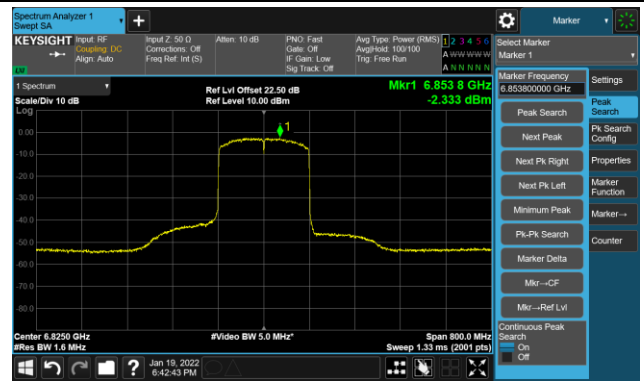 Spectrum Analyzer 1
Swept SA
+
Marker
KEYSIGHT
Input: RF
Coupling: DC
Align: Auto
Input Z: 50 Ω
Corrections: Off
Freq Ref: Int (S)
Atten: 10 dB
PNO: Fast
Gate: Off
IF Gain: Low
Sig Track: Off
Avg Type: Power (RMS)
Avg|Hold: 100/100
Trig: Free Run
1 2 3 4 5 6
A W W W W W
A N N N N N
Select Marker
Marker 1
1 Spectrum
Scale/Div 10 dB
Log
Ref Lvl Offset 22.50 dB
Ref Level 10.00 dBm
Mkr1 6.853 8 GHz
-2.333 dBm
1
0.00
-10.0
-20.0
-30.0
-40.0
-50.0
-60.0
-70.0
-80.0
Center 6.8250 GHz
#Res BW 1.6 MHz
#Video BW 5.0 MHz*
Span 800.0 MHz
Sweep 1.33 ms (2001 pts)
Marker Frequency
6.853800000 GHz
Peak Search
Next Peak
Next Pk Right
Next Pk Left
Minimum Peak
Pk-Pk Search
Marker Delta
Mkr→CF
Mkr→Ref Lvl
Continuous Peak
Search
On
Off
Settings
Peak
Search
Pk Search
Config
Properties
Marker
Function
Marker→
Counter
?
Jan 19, 2022
6:42:43 PM